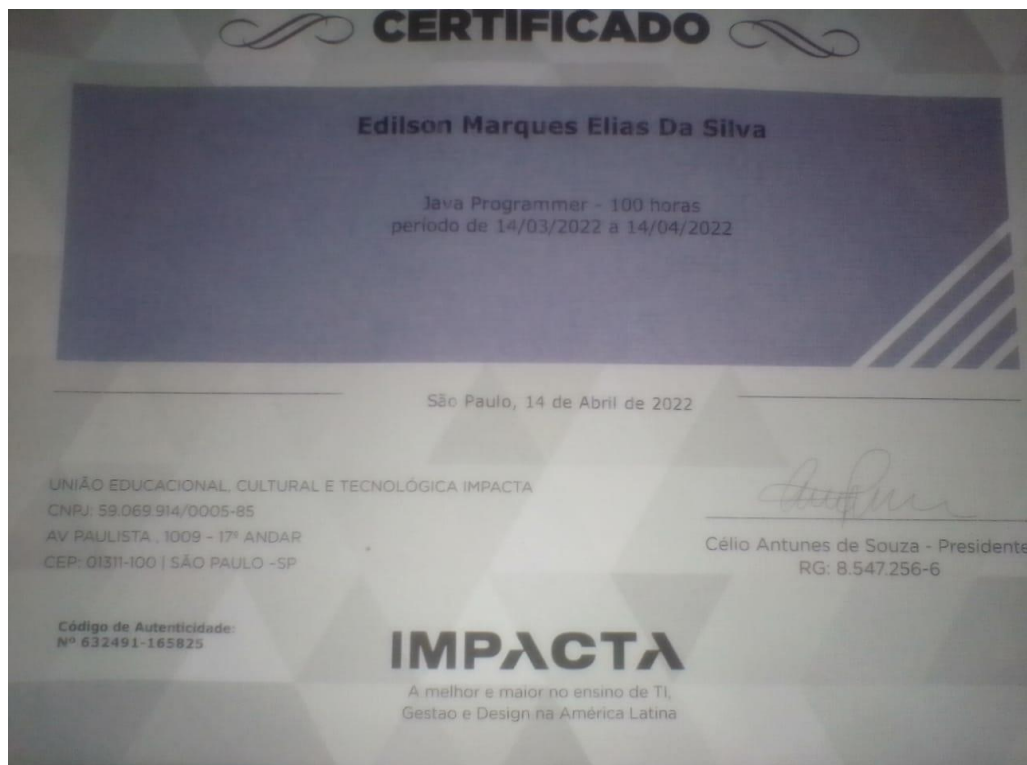 CERTIFICADO
Edilson Marques Elias Da Silva
Java Programmer - 100 horas
período de 14/03/2022 a 14/04/2022
São Paulo, 14 de Abril de 2022
UNIÃO EDUCACIONAL, CULTURAL E TECNOLÓGICA IMPACTA
CNPJ: 59.069.914/0005-85
AV PAULISTA , 1009 - 17º ANDAR
CEP: 01311-100 | SÃO PAULO -SP
Célio Antunes de Souza - Presidente
RG: 8.547.256-6
Código de Autenticidade:
Nº 632491-165825
IMPACTA
A melhor e maior no ensino de TI,
Gestao e Design na América Latina